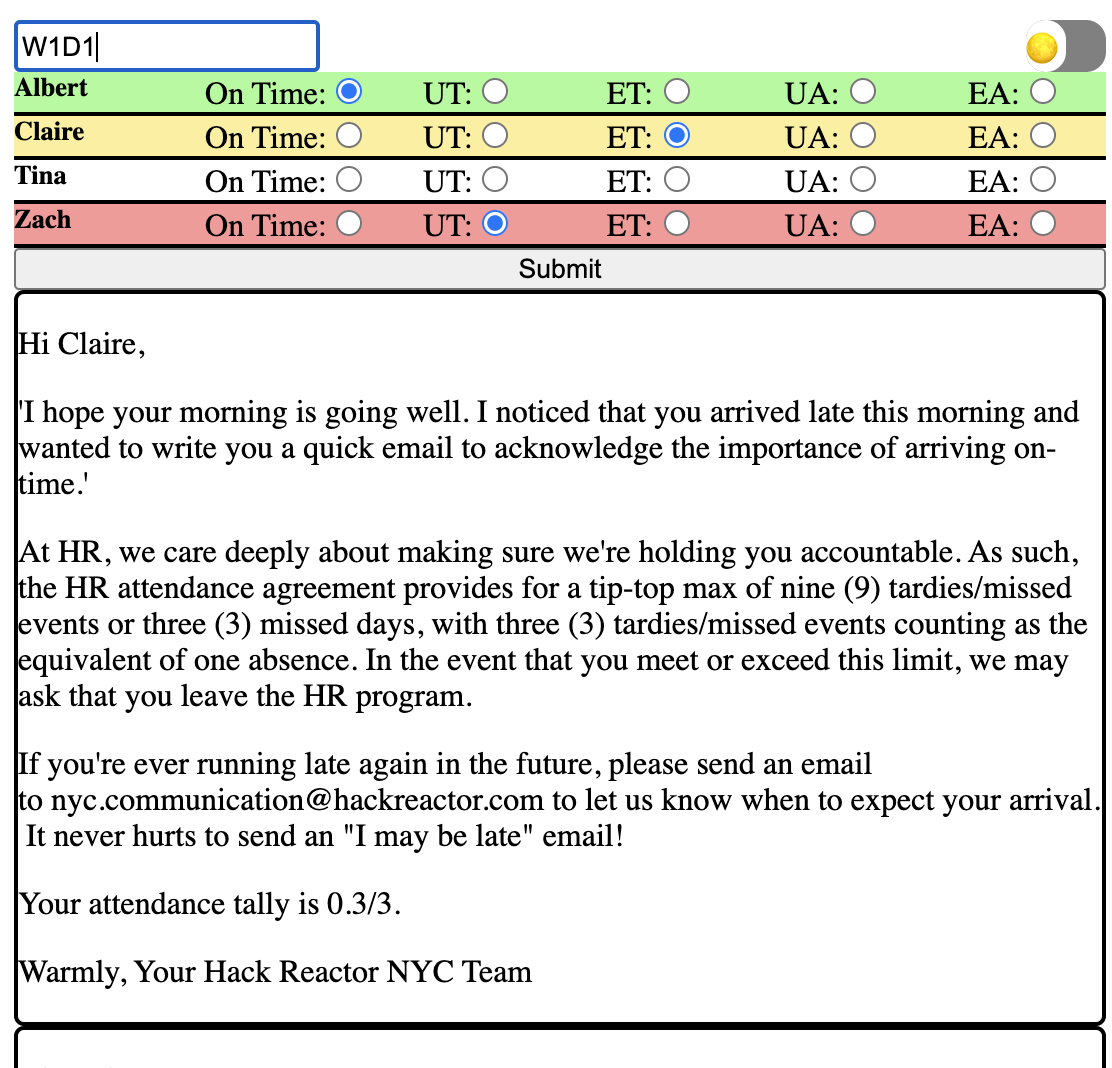 W1D1
Albert On Time: UT: ET: UA: EA:
Claire On Time: UT: ET: UA: EA:
Tina On Time: UT: ET: UA: EA:
Zach On Time: UT: ET: UA: EA:
Submit
Hi Claire,
'I hope your morning is going well. I noticed that you arrived late this morning and
wanted to write you a quick email to acknowledge the importance of arriving on-
time.'
At HR, we care deeply about making sure we're holding you accountable. As such,
the HR attendance agreement provides for a tip-top max of nine (9) tardies/missed
events or three (3) missed days, with three (3) tardies/missed events counting as the
equivalent of one absence. In the event that you meet or exceed this limit, we may
ask that you leave the HR program.
If you're ever running late again in the future, please send an email
to nyc.communication@hackreactor.com to let us know when to expect your arrival.
It never hurts to send an "I may be late" email!
Your attendance tally is 0.3/3.
Warmly, Your Hack Reactor NYC Team